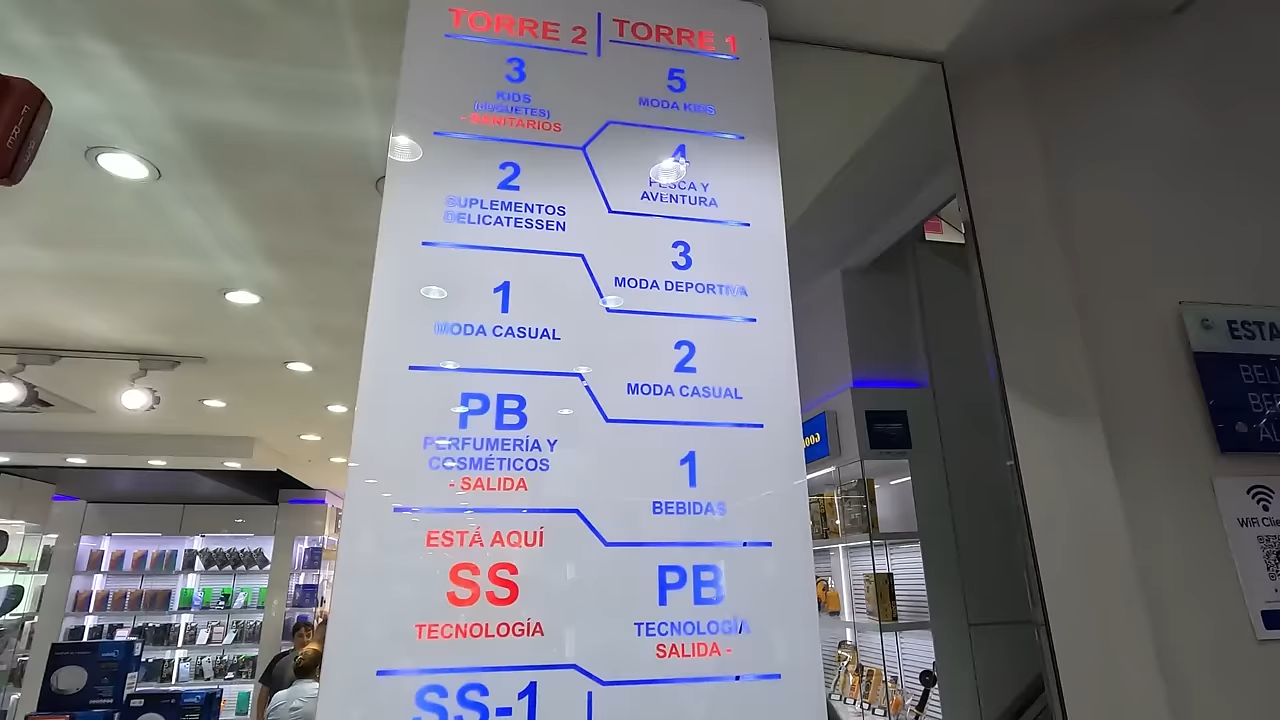 TORRE 2
3
KIDS
(JUGUETES)
- SANITARIOS
2
SUPLEMENTOS
DELICATESSEN
1
MODA CASUAL
PB
PERFUMERÍA Y
COSMÉTICOS
- SALIDA
ESTÁ AQUÍ
SS
TECNOLOGÍA
SS-1
TORRE 1
5
MODA KIDS
4
PESCA Y
AVENTURA
3
MODA DEPORTIVA
2
MODA CASUAL
1
BEBIDAS
PB
TECNOLOGÍA
SALIDA -
ESTA
WiFi Clie